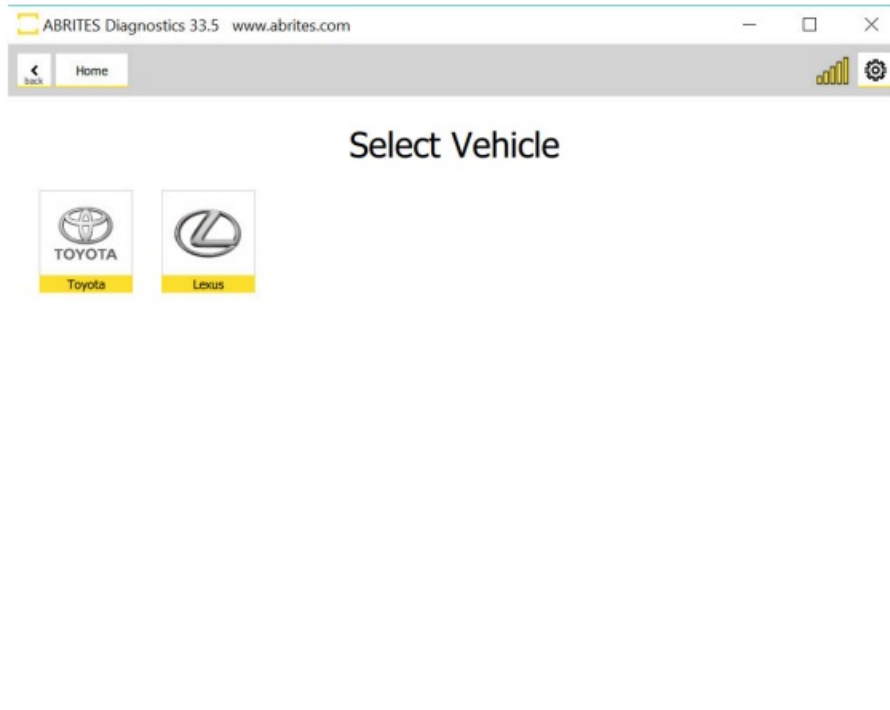 ABRITES Diagnostics 33.5 www.abrites.com
back
Home
Select Vehicle
TOYOTA
Toyota
Lexus